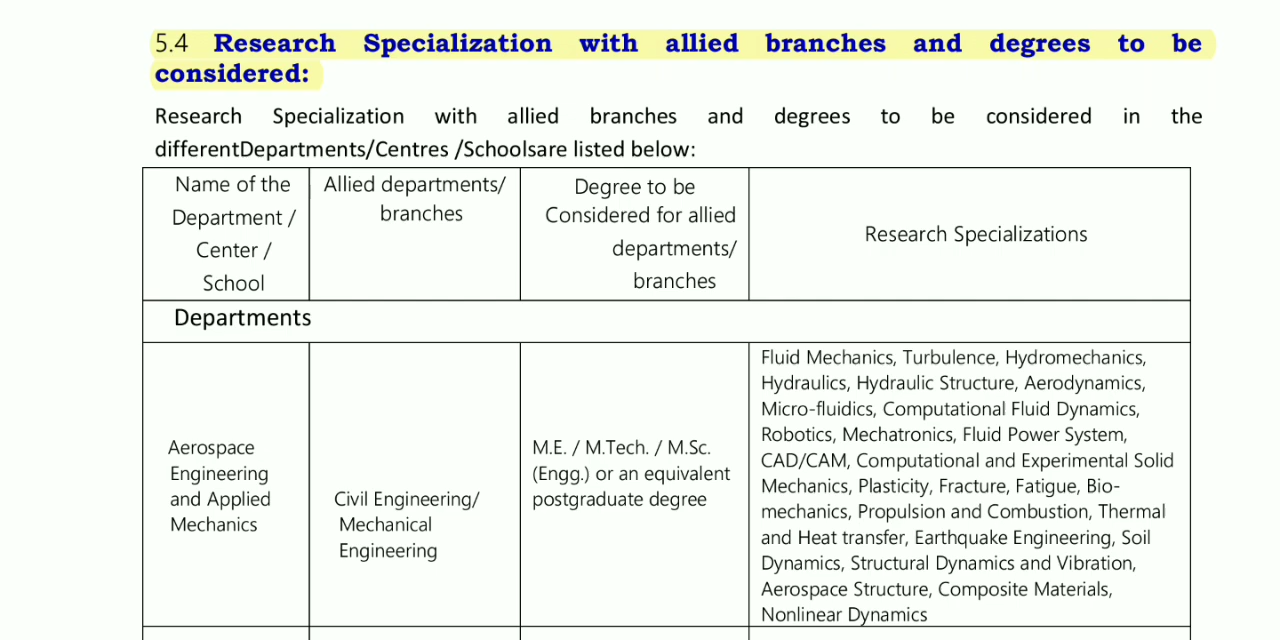 5.4 Research Specialization with allied branches and degrees to be
considered:
Research Specialization with allied branches and degrees to be considered in the
differentDepartments/Centres /Schoolsare listed below:
Name of the
Department /
Center /
School
Allied departments/
branches
Degree to be
Considered for allied
departments/
branches
Research Specializations
Departments
Aerospace
Engineering
and Applied
Mechanics
Civil Engineering/
Mechanical
Engineering
M.E. / M.Tech. / M.Sc.
(Engg.) or an equivalent
postgraduate degree
Fluid Mechanics, Turbulence, Hydromechanics,
Hydraulics, Hydraulic Structure, Aerodynamics,
Micro-fluidics, Computational Fluid Dynamics,
Robotics, Mechatronics, Fluid Power System,
CAD/CAM, Computational and Experimental Solid
Mechanics, Plasticity, Fracture, Fatigue, Bio-
mechanics, Propulsion and Combustion, Thermal
and Heat transfer, Earthquake Engineering, Soil
Dynamics, Structural Dynamics and Vibration,
Aerospace Structure, Composite Materials,
Nonlinear Dynamics